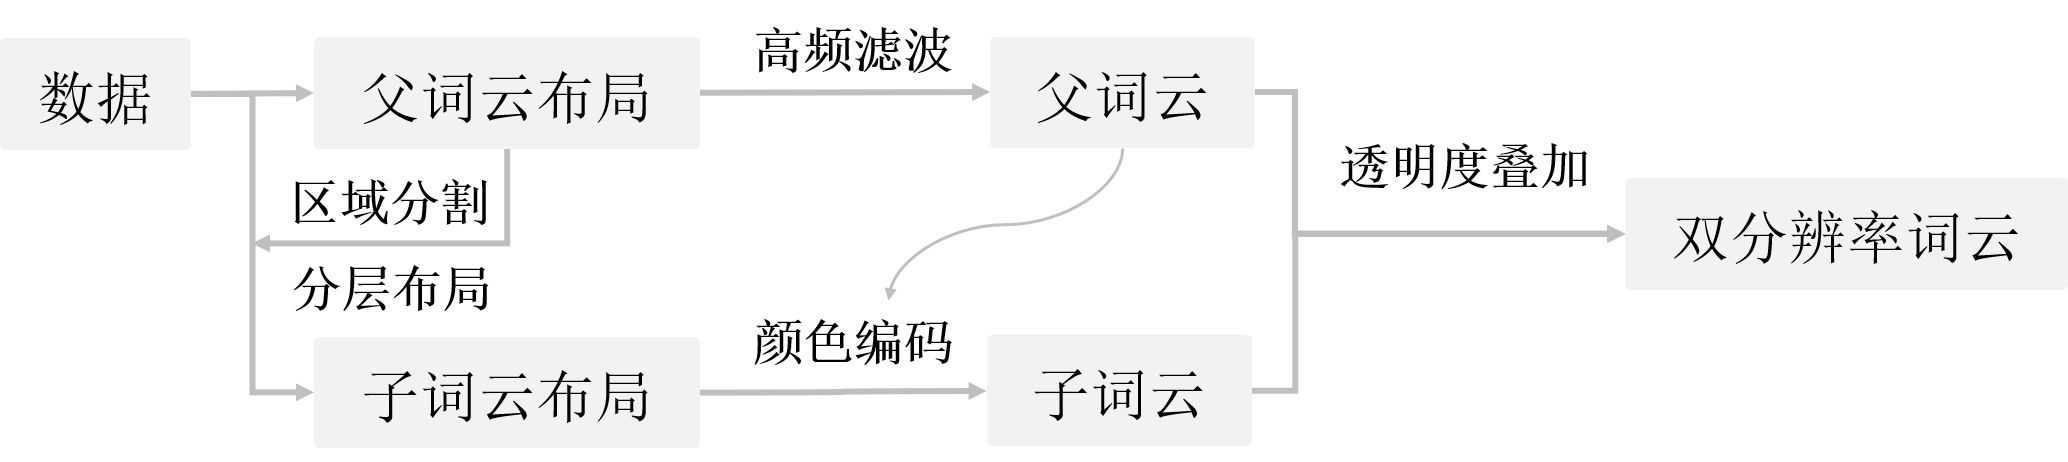 数据
父词云布局
高频滤波
父词云
区域分割
分层布局
子词云布局
颜色编码
子词云
透明度叠加
双分辨率词云